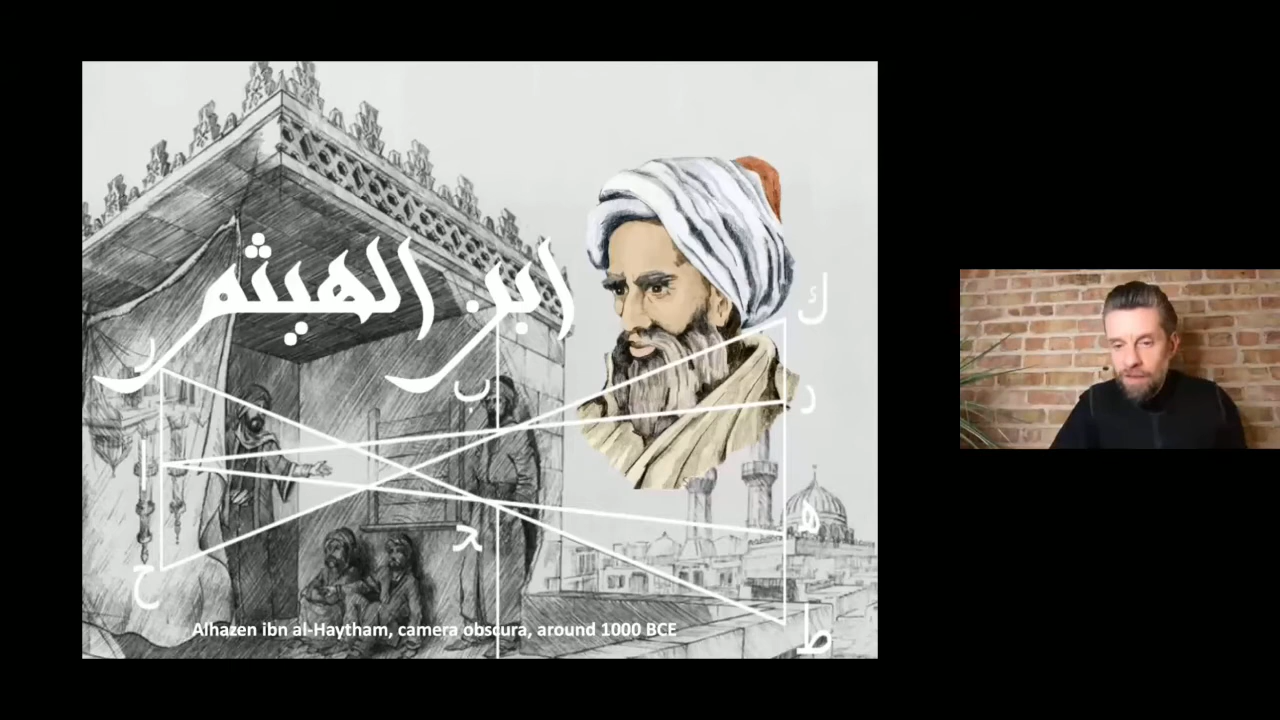 ابن الهيثم
ك
ر
ب
د
ا
ه
ح
ح
ط
Alhazen ibn al-Haytham, camera obscura, around 1000 BCE